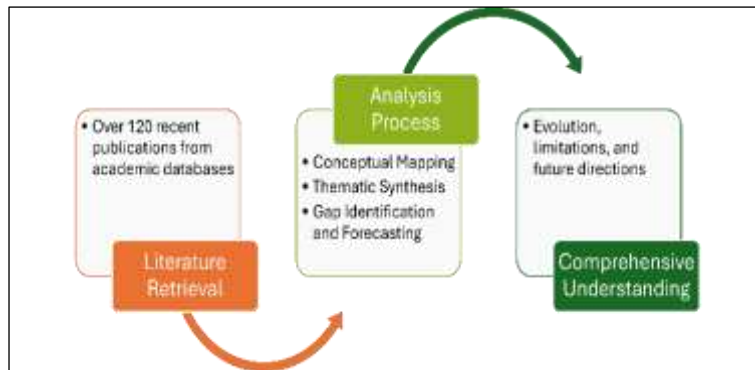 • Over 120 recent
publications from
academic databases
Literature
Retrieval
Analysis
Process
• Conceptual Mapping
• Thematic Synthesis
• Gap Identification
and Forecasting
• Evolution,
limitations, and
future directions
Comprehensive
Understanding